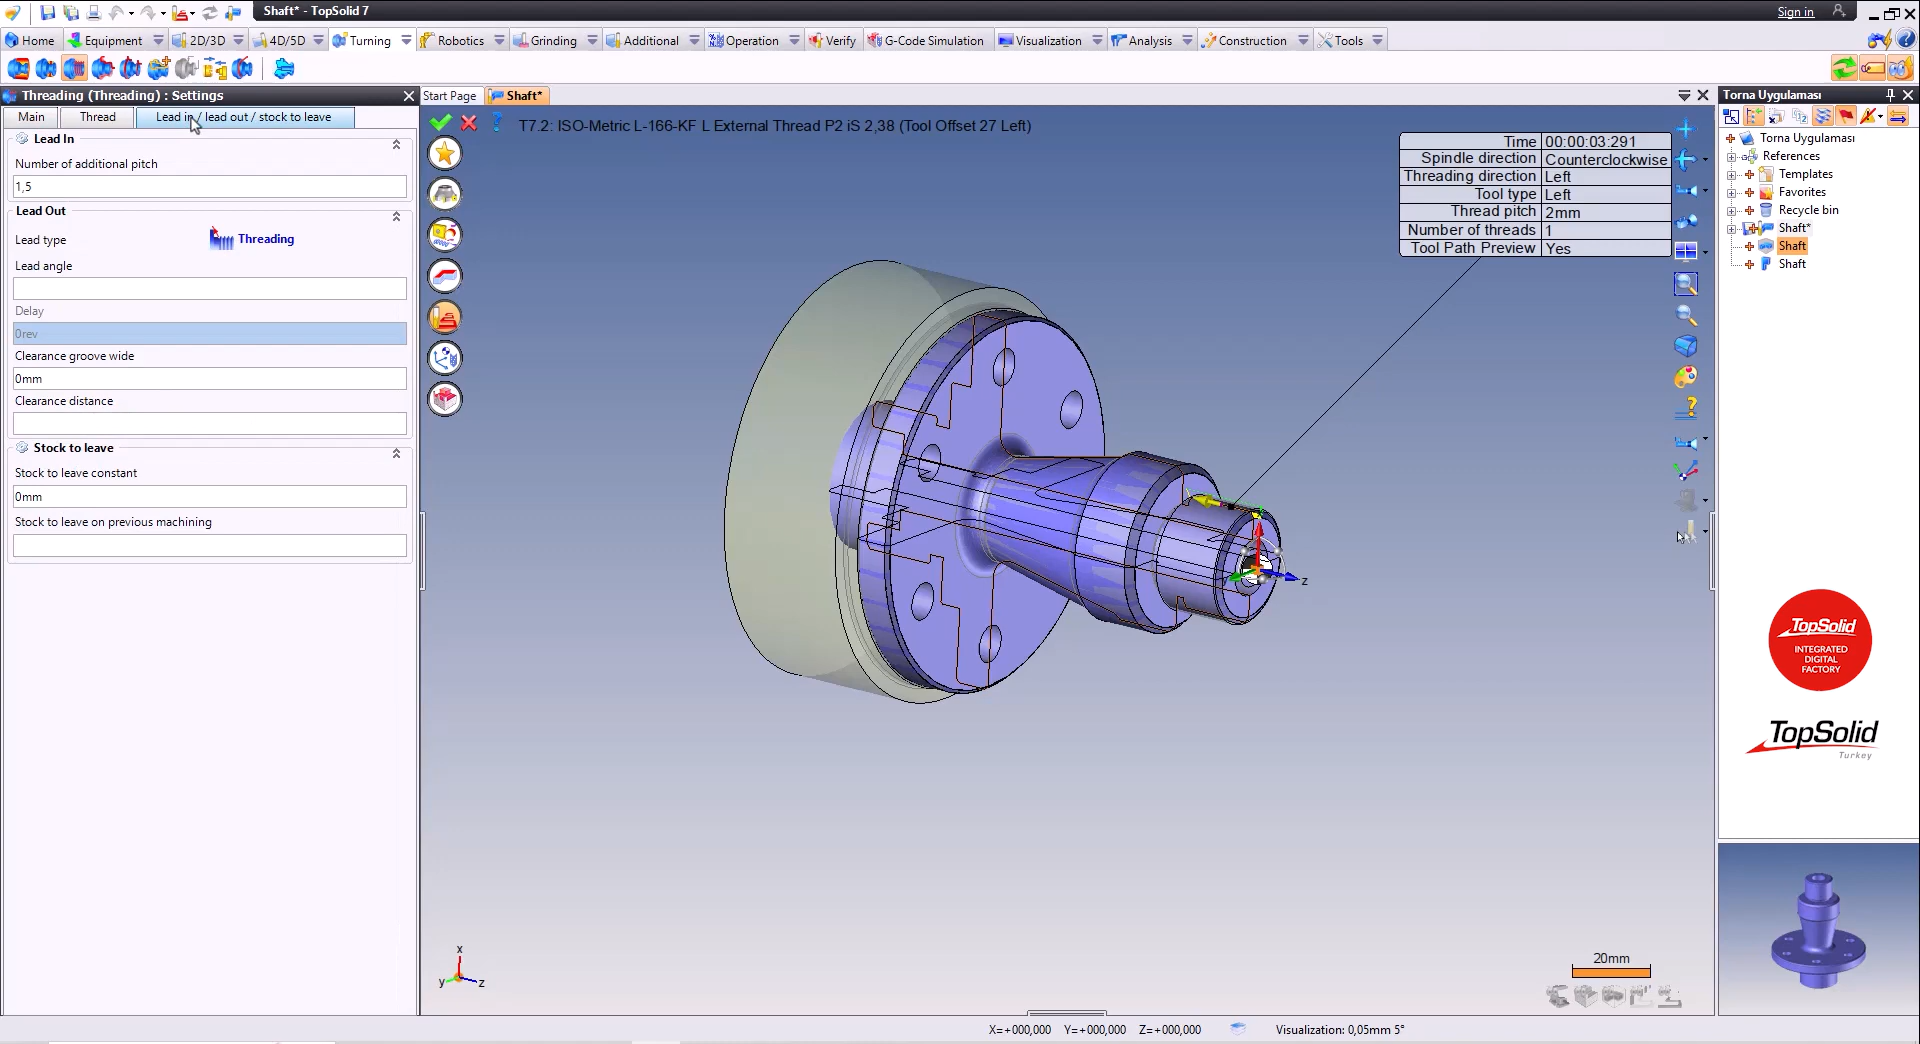 Shaft* - TopSolid 7
Sign in
Home
Equipment
2D/3D
4D/5D
Turning
Robotics
Grinding
Additional
Operation
Verify
G-Code Simulation
Visualization
Analysis
Construction
Tools
Threading (Threading) : Settings
Start Page
Shaft*
Torna Uygulaması
Main
Thread
Lead in / lead out / stock to leave
Lead In
Number of additional pitch
1,5
Lead Out
Lead type
Threading
Lead angle
Delay
0rev
Clearance groove wide
0mm
Clearance distance
Stock to leave
Stock to leave constant
0mm
Stock to leave on previous machining
T7.2: ISO-Metric L-166-KF L External Thread P2 iS 2,38 (Tool Offset 27 Left)
Time 00:00:03:291
Spindle direction Counterclockwise
Threading direction Left
Tool type Left
Thread pitch 2mm
Number of threads 1
Tool Path Preview Yes
z
x
y
z
20mm
Torna Uygulaması
References
Templates
Favorites
Recycle bin
Shaft*
Shaft
Shaft
TopSolid
INTEGRATED
DIGITAL
FACTORY
TopSolid
Turkey
X=+000,000 Y=+000,000 Z=+000,000
Visualization: 0,05mm 5°